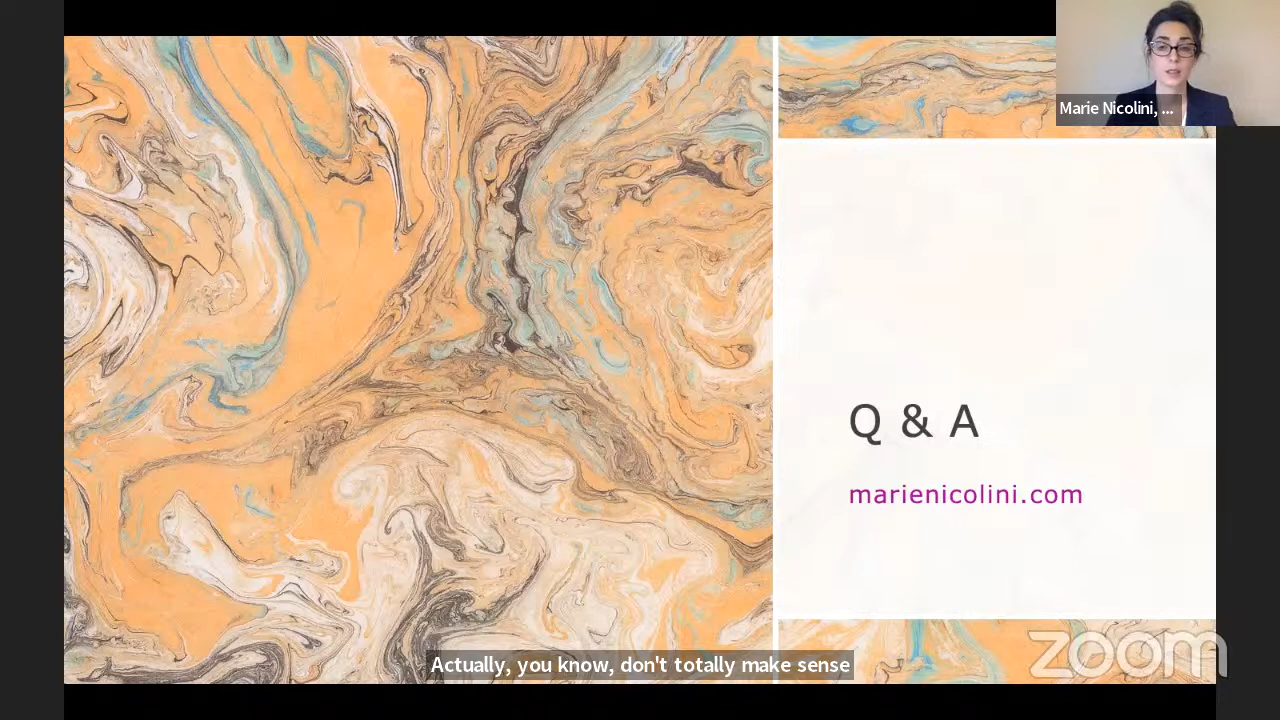 Marie Nicolini, ...
Q & A
marienicolini.com
Actually, you know, don't totally make sense
zoom